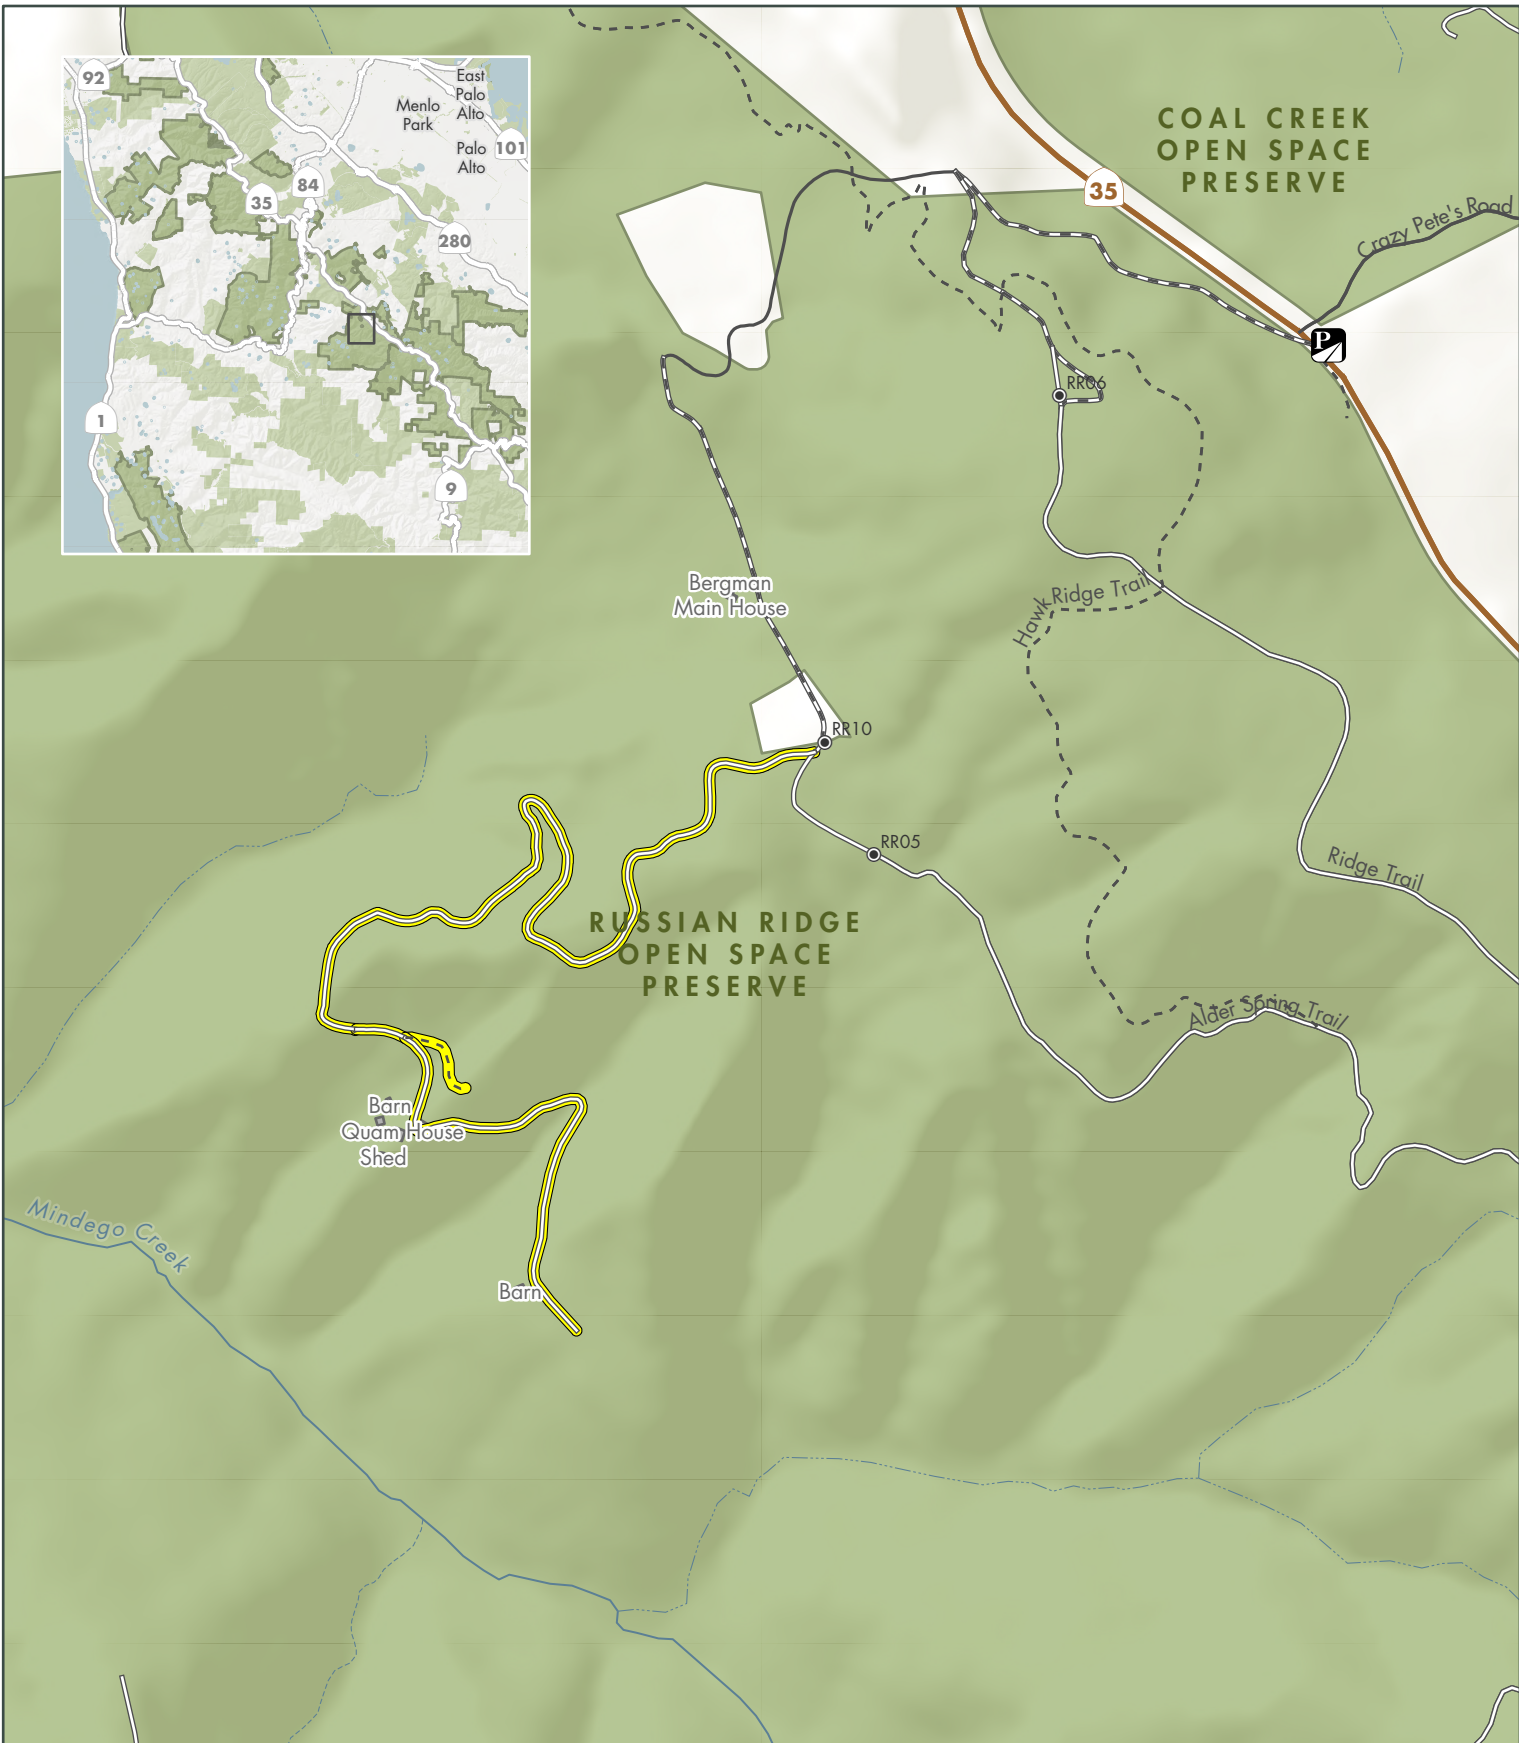 92
East
Palo
Alto
Menlo
Park
Palo
Alto
101
84
35
280
1
9
COAL CREEK
OPEN SPACE
PRESERVE
35
Crazy Pete's Road
P
RR06
Bergman
Main House
Hawk Ridge Trail
RR10
RR05
Ridge Trail
RUSSIAN RIDGE
OPEN SPACE
PRESERVE
Alder Spring Trail
Barn
Quam House
Shed
Mindego Creek
Barn